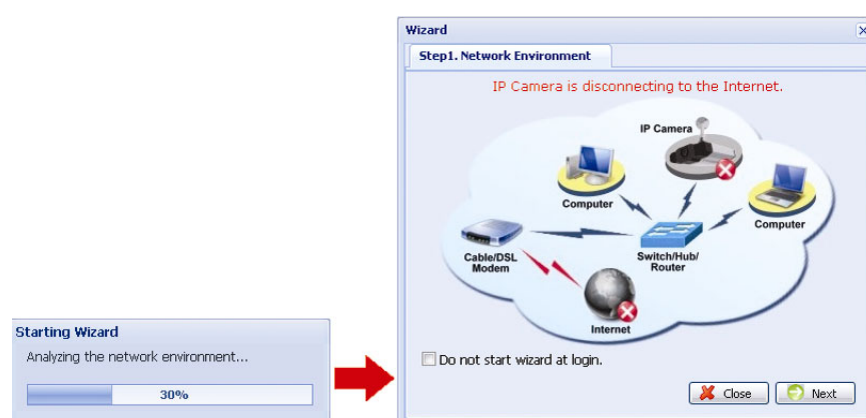 Starting Wizard
Analyzing the network environment...
30%
Wizard
Step1. Network Environment
IP Camera is disconnecting to the Internet.
IP Camera
Computer
Computer
Cable/DSL
Modem
Switch/Hub/
Router
Internet
Do not start wizard at login.
Close
Next